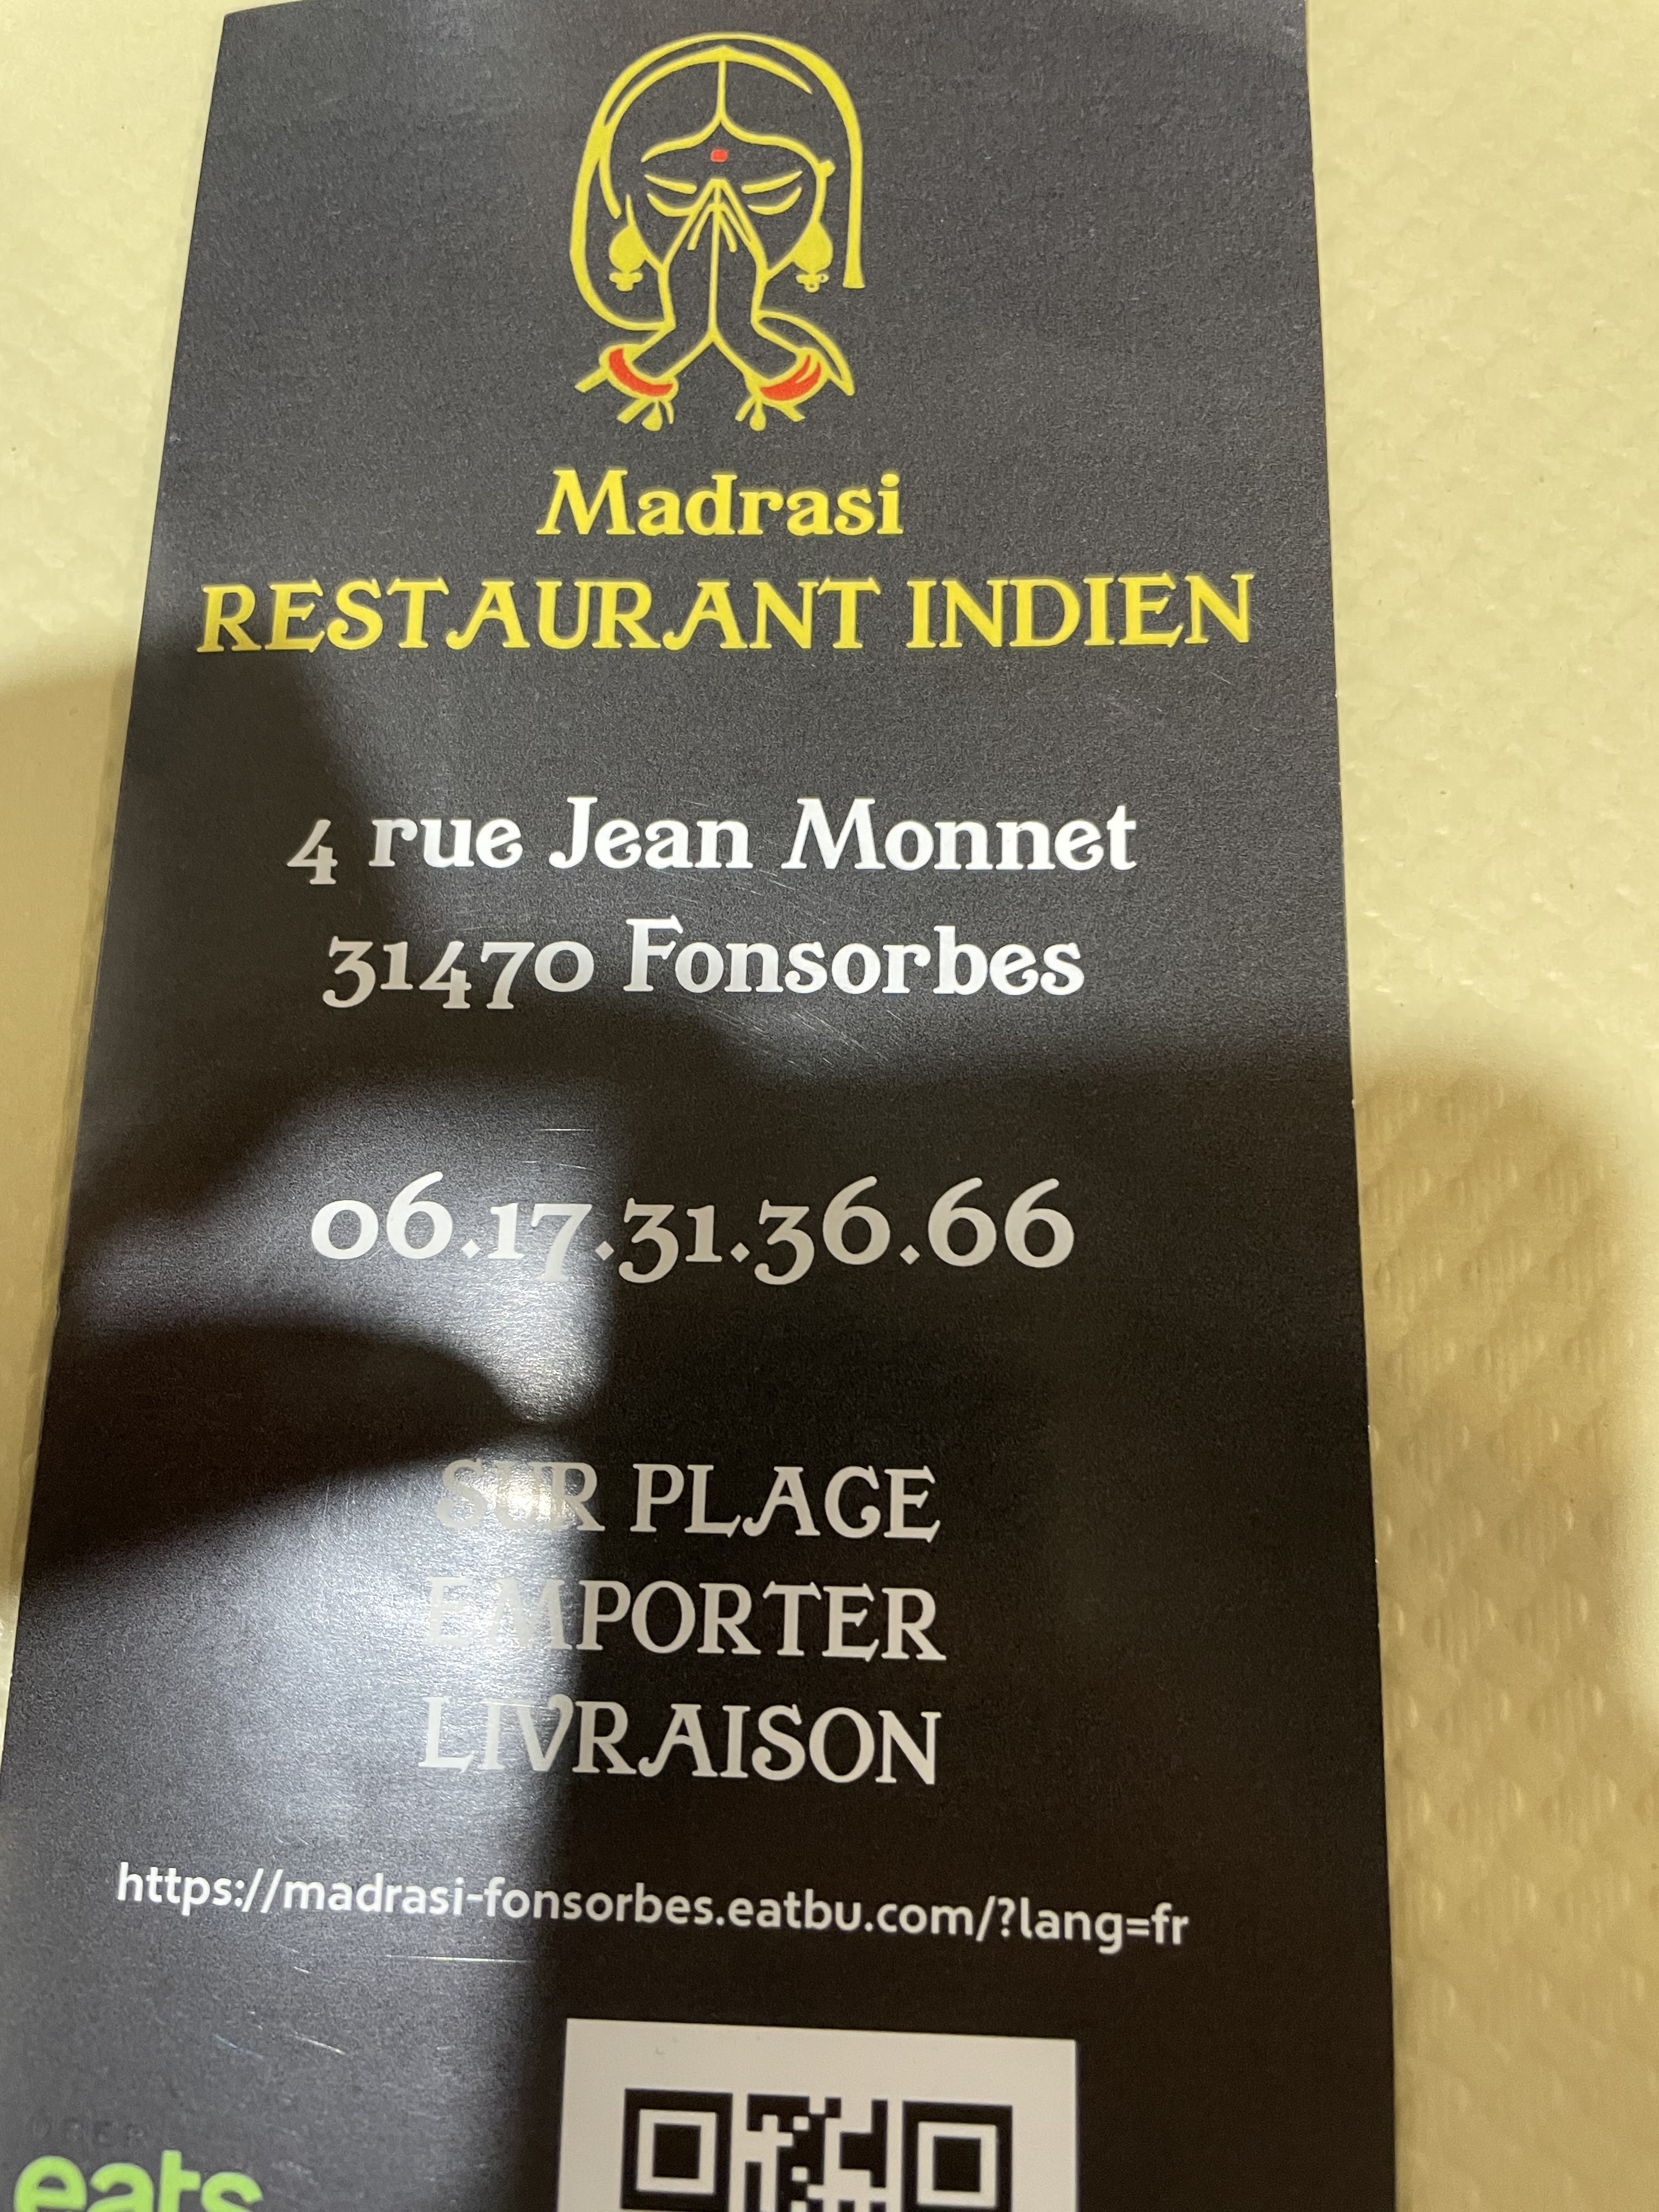 Madrasi
RESTAURANT INDIEN
4 rue Jean Monnet
31470 Fonsorbes
06.17.31.36.66
SUR PLACE
EMPORTER
LIVRAISON
https://madrasi-fonsorbes.eatbu.com/?lang=fr
UBER
eats